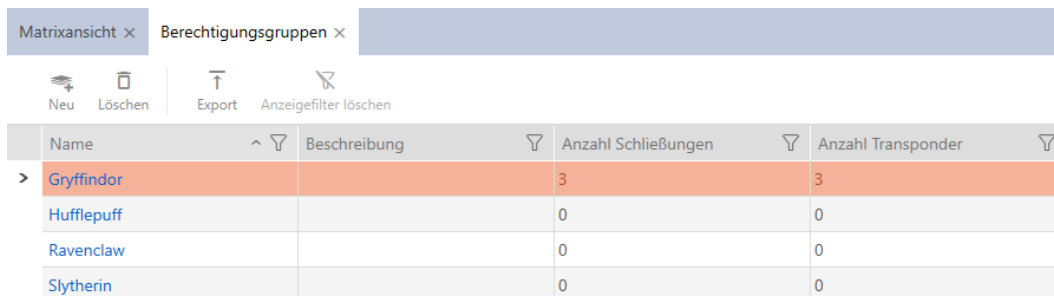 Matrixansicht × Berechtigungsgruppen ×
Neu Löschen Export Anzeigefilter löschen
Name Beschreibung Anzahl Schließungen Anzahl Transponder
Gryffindor 3 3
Hufflepuff 0 0
Ravenclaw 0 0
Slytherin 0 0